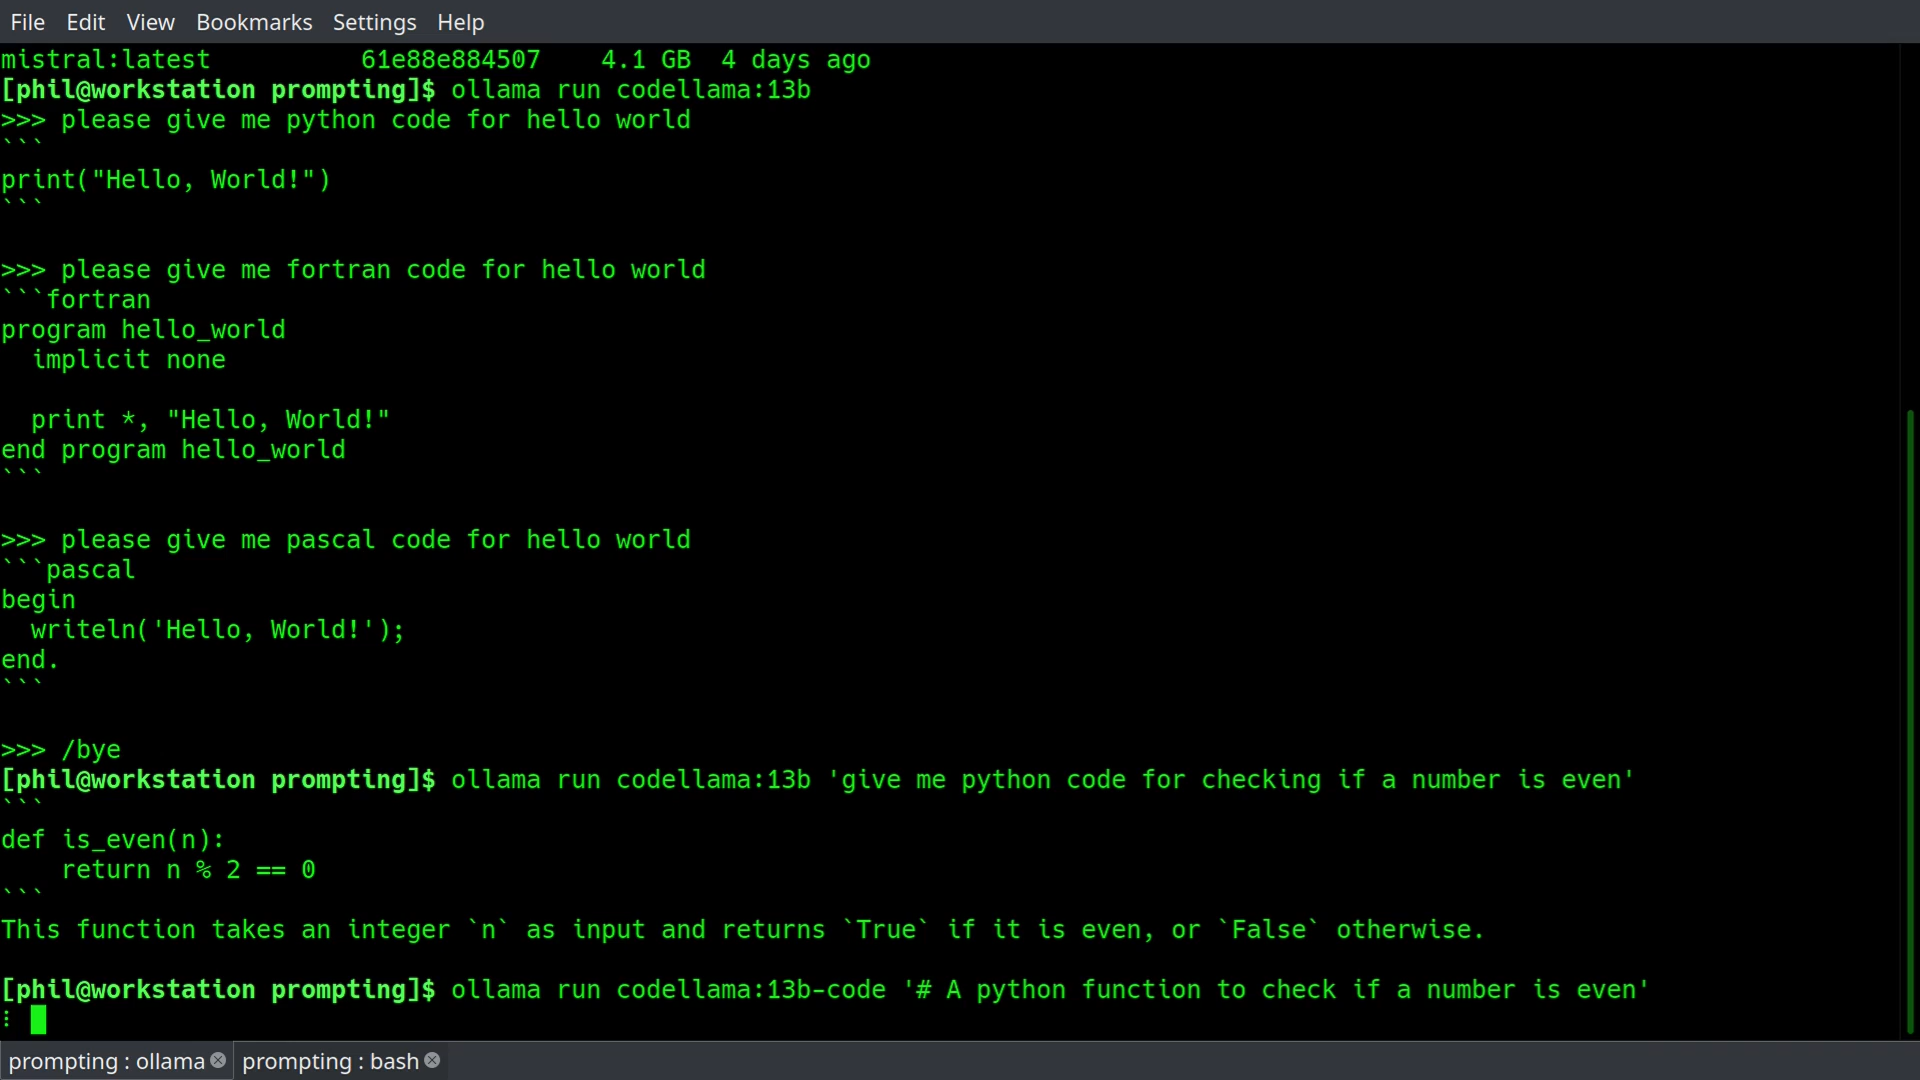 File Edit View Bookmarks Settings Help
mistral:latest          61e88e884507    4.1 GB  4 days ago
[phil@workstation prompting]$ ollama run codellama:13b
>>> please give me python code for hello world
```
print("Hello, World!")
```
>>> please give me fortran code for hello world
```fortran
program hello_world
  implicit none
  print *, "Hello, World!"
end program hello_world
```
>>> please give me pascal code for hello world
```pascal
begin
  writeln('Hello, World!');
end.
```
>>> /bye
[phil@workstation prompting]$ ollama run codellama:13b 'give me python code for checking if a number is even'
```
def is_even(n):
    return n % 2 == 0
```
This function takes an integer `n` as input and returns `True` if it is even, or `False` otherwise.
[phil@workstation prompting]$ ollama run codellama:13b-code '# A python function to check if a number is even'
prompting : ollama prompting : bash